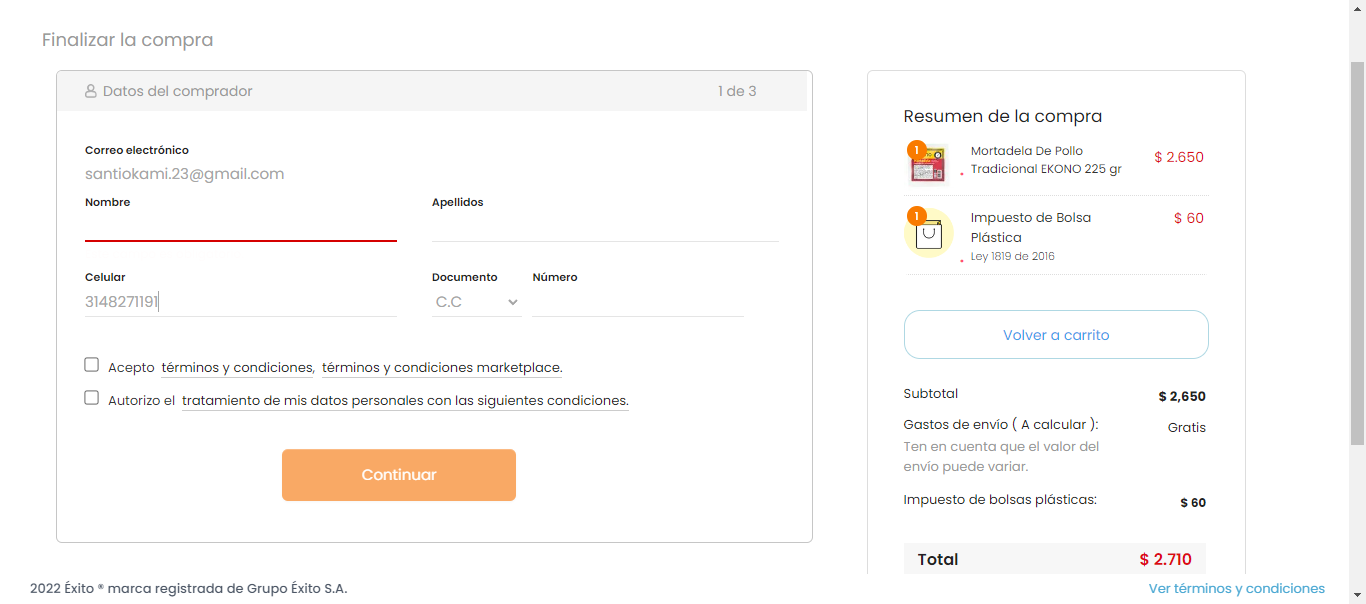 Finalizar la compra
Datos del comprador
1 de 3
Correo electrónico
santiokami.23@gmail.com
Nombre
Apellidos
Celular
3148271191
Documento
C.C
Número
Acepto términos y condiciones, términos y condiciones marketplace.
Autorizo el tratamiento de mis datos personales con las siguientes condiciones.
Continuar
Resumen de la compra
1
Mortadela De Pollo
Tradicional EKONO 225 gr
$ 2.650
1
Impuesto de Bolsa
Plástica
Ley 1819 de 2016
$ 60
Volver a carrito
Subtotal
$ 2,650
Gastos de envío ( A calcular ):
Gratis
Ten en cuenta que el valor del
envío puede variar.
Impuesto de bolsas plásticas:
$ 60
Total
$ 2.710
2022 Éxito ® marca registrada de Grupo Éxito S.A.
Ver términos y condiciones